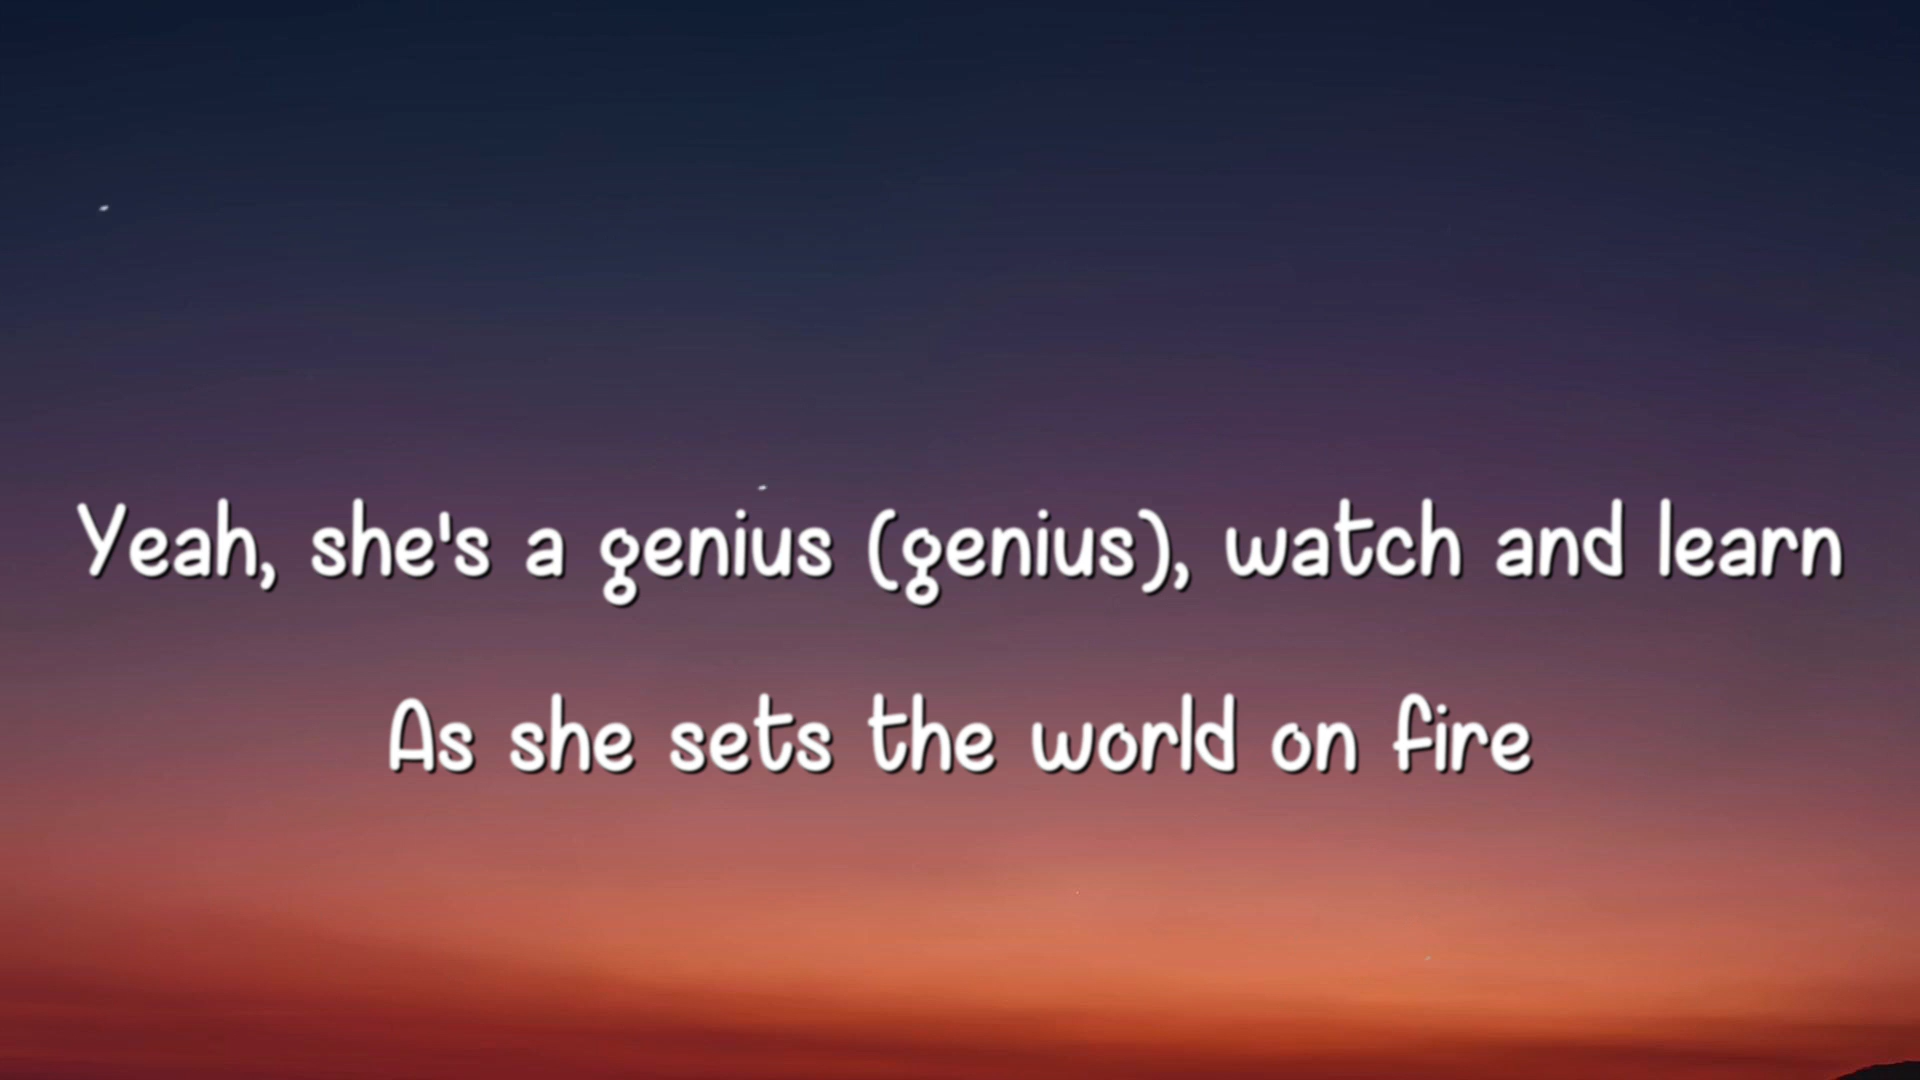 Yeah, she's a genius (genius), watch and learn
As she sets the world on fire